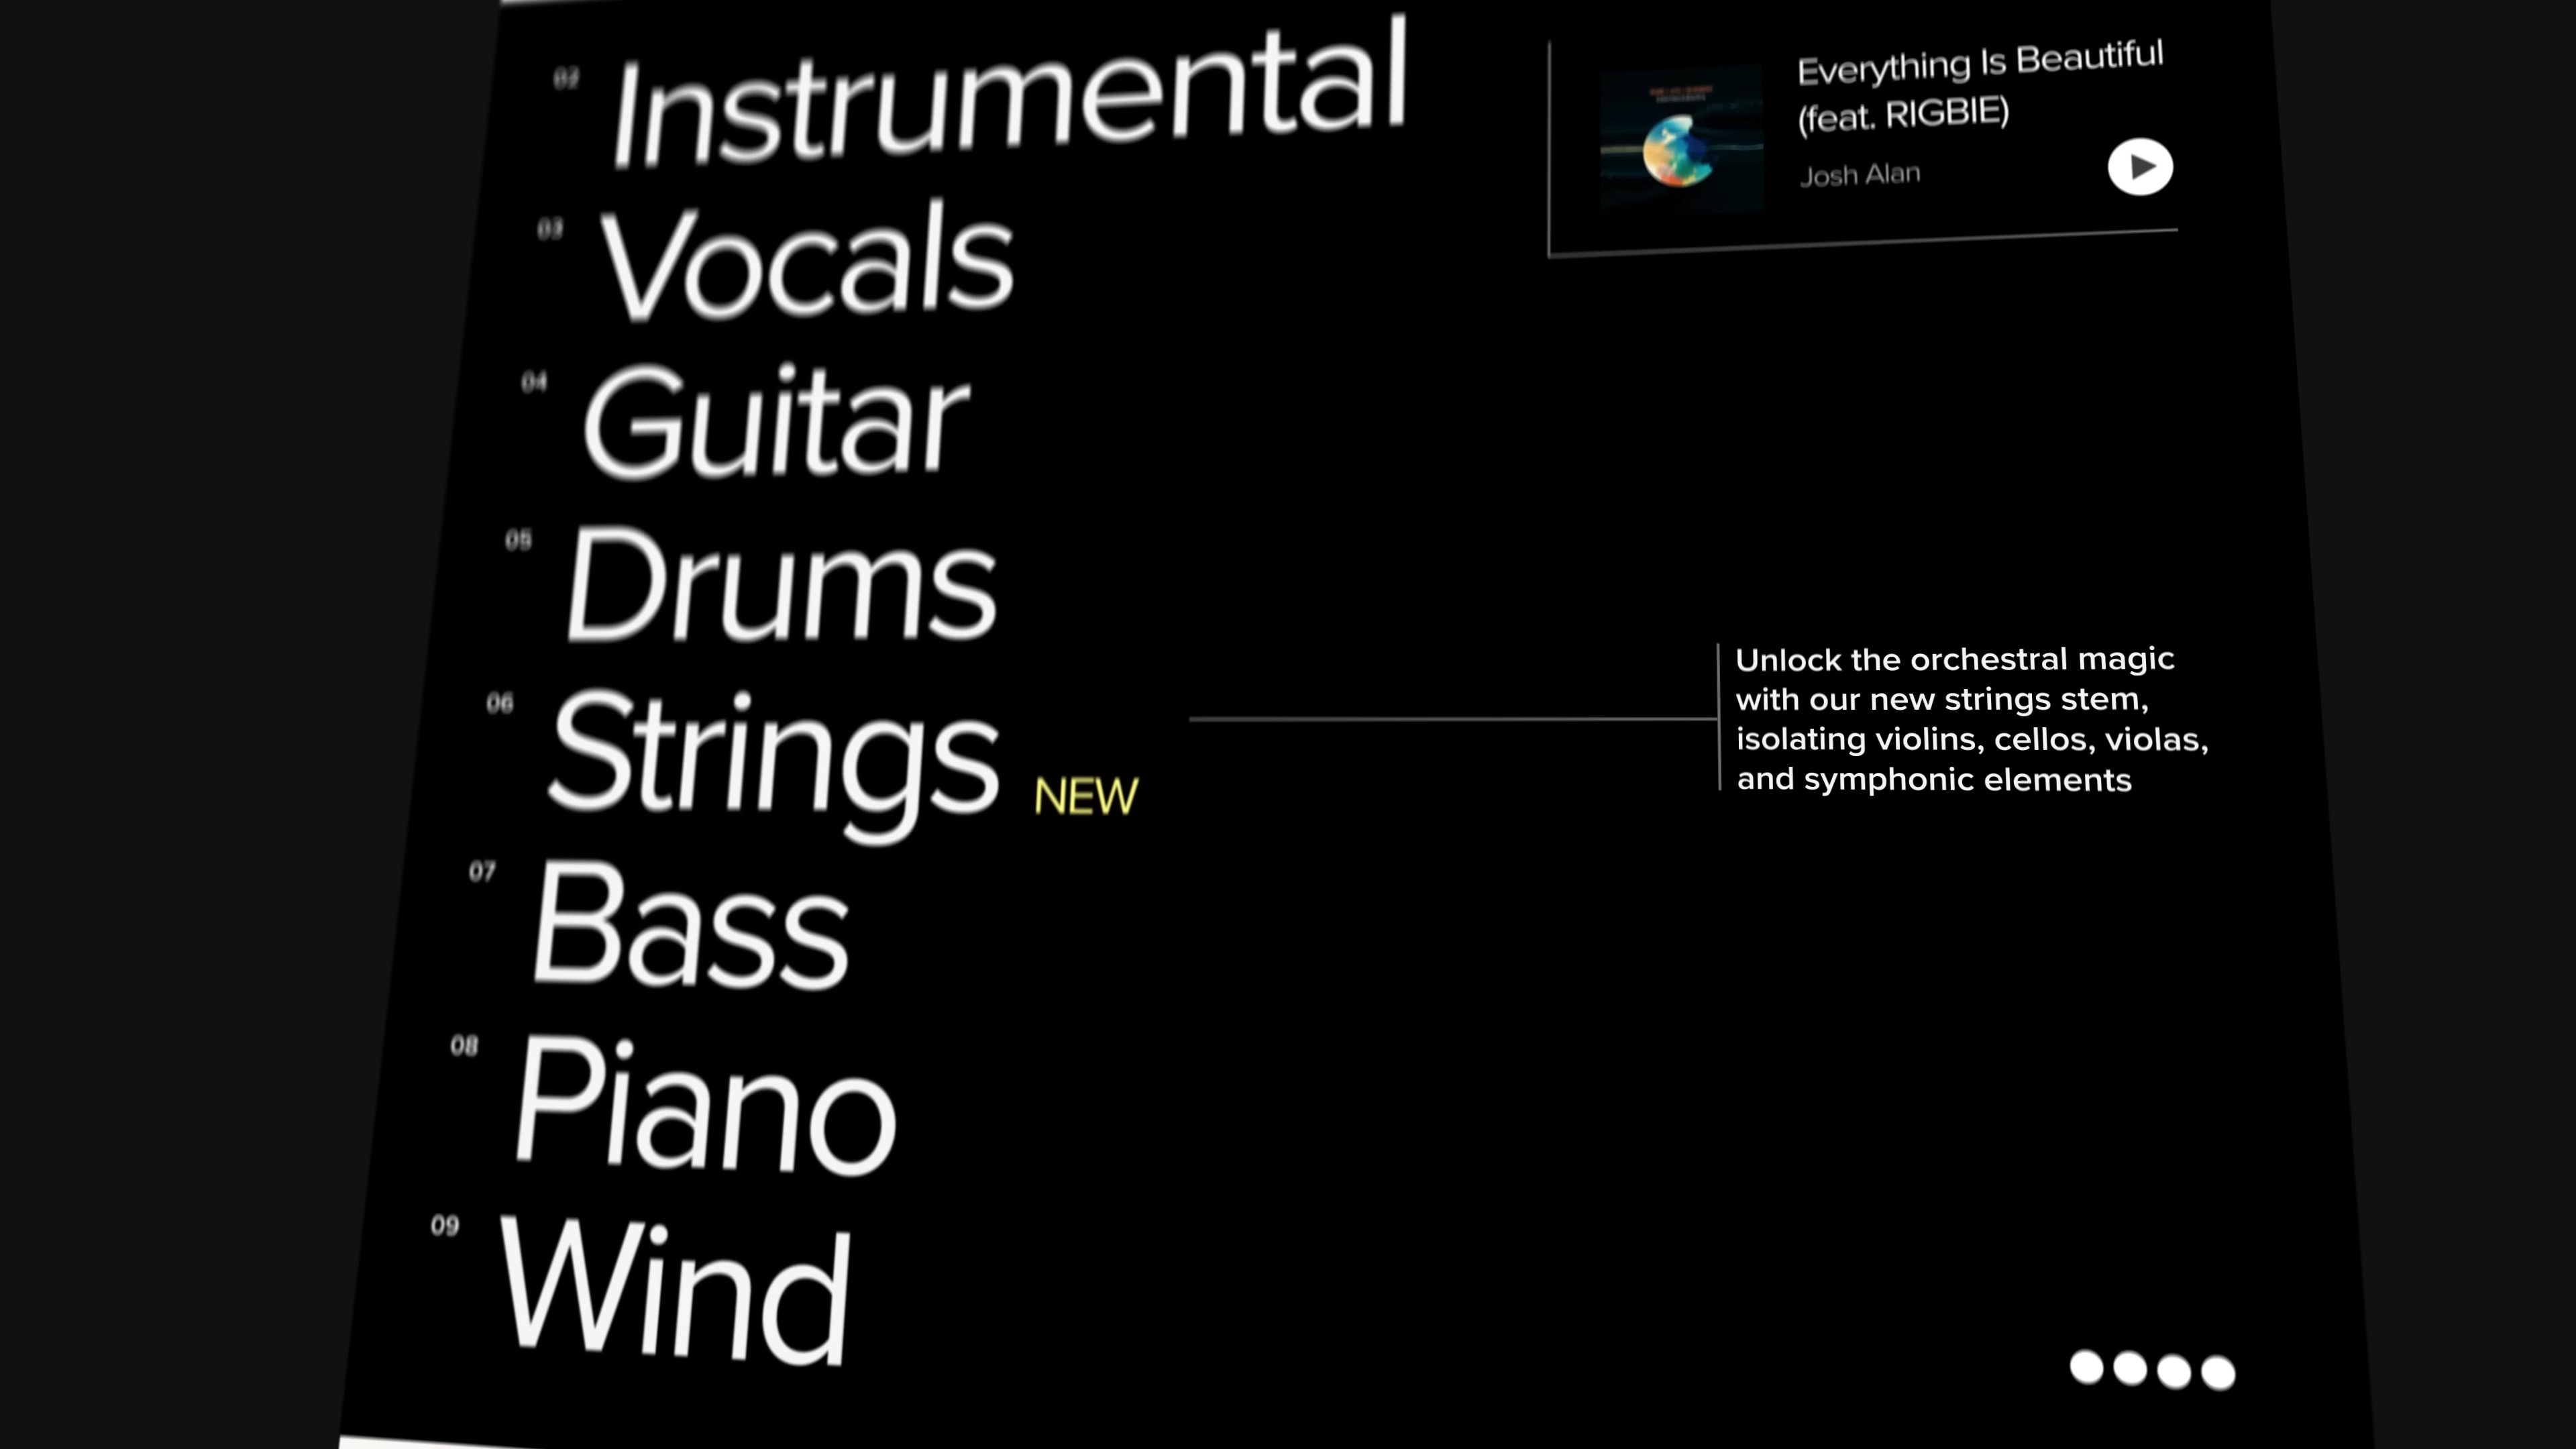 02 Instrumental
Everything Is Beautiful
(feat. RIGBIE)
Josh Alan
03 Vocals
04 Guitar
05 Drums
06 Strings NEW
Unlock the orchestral magic
with our new strings stem,
isolating violins, cellos, violas,
and symphonic elements
07 Bass
08 Piano
09 Wind